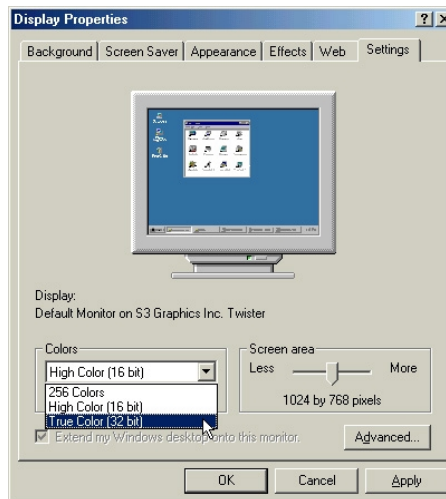 Display Properties
Background Screen Saver Appearance Effects Web Settings
Display:
Default Monitor on S3 Graphics Inc. Twister
Colors
High Color (16 bit)
256 Colors
High Color (16 bit)
True Color (32 bit)
Screen area
Less More
1024 by 768 pixels
Extend my Windows desktop onto this monitor.
Advanced...
OK Cancel Apply